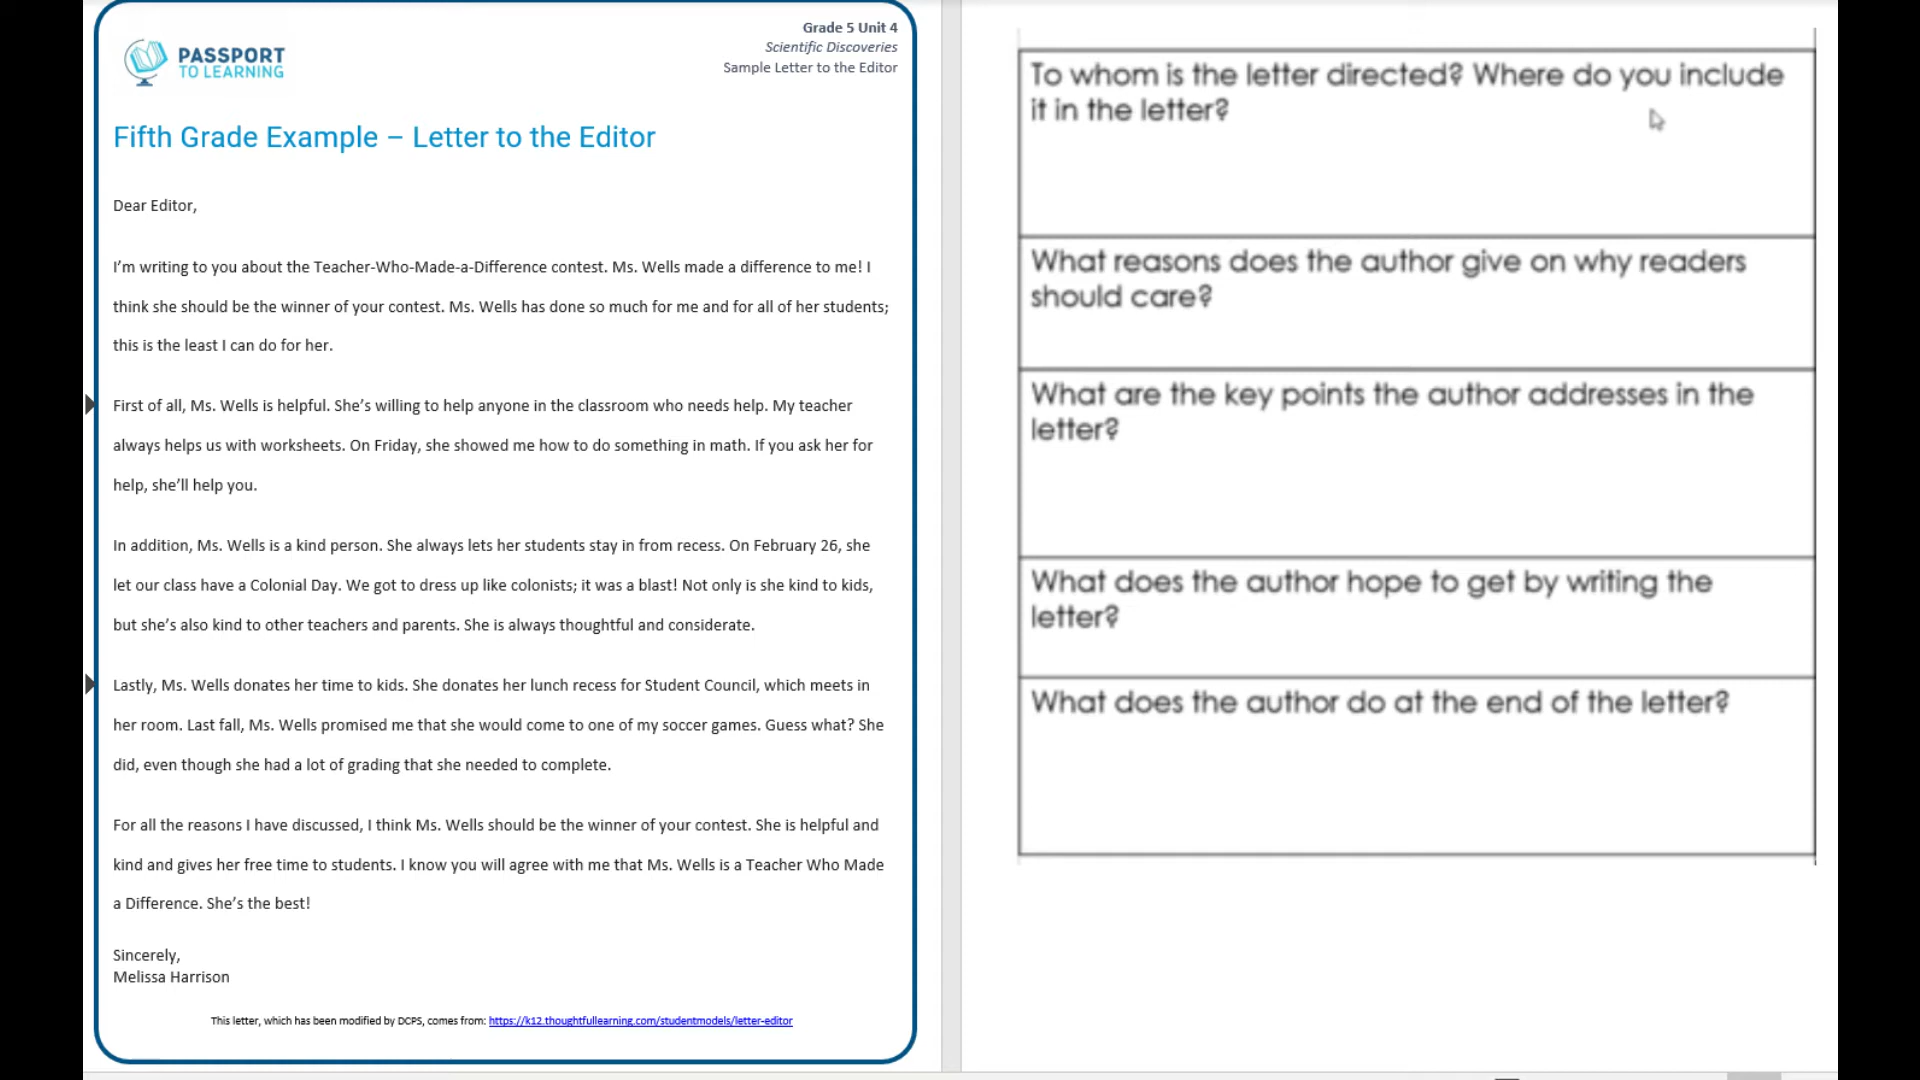 PASSPORT
TO LEARNING
Grade 5 Unit 4
Scientific Discoveries
Sample Letter to the Editor
Fifth Grade Example – Letter to the Editor
Dear Editor,
I’m writing to you about the Teacher-Who-Made-a-Difference contest. Ms. Wells made a difference to me! I
think she should be the winner of your contest. Ms. Wells has done so much for me and for all of her students;
this is the least I can do for her.
First of all, Ms. Wells is helpful. She’s willing to help anyone in the classroom who needs help. My teacher
always helps us with worksheets. On Friday, she showed me how to do something in math. If you ask her for
help, she’ll help you.
In addition, Ms. Wells is a kind person. She always lets her students stay in from recess. On February 26, she
let our class have a Colonial Day. We got to dress up like colonists; it was a blast! Not only is she kind to kids,
but she’s also kind to other teachers and parents. She is always thoughtful and considerate.
Lastly, Ms. Wells donates her time to kids. She donates her lunch recess for Student Council, which meets in
her room. Last fall, Ms. Wells promised me that she would come to one of my soccer games. Guess what? She
did, even though she had a lot of grading that she needed to complete.
For all the reasons I have discussed, I think Ms. Wells should be the winner of your contest. She is helpful and
kind and gives her free time to students. I know you will agree with me that Ms. Wells is a Teacher Who Made
a Difference. She’s the best!
Sincerely,
Melissa Harrison
This letter, which has been modified by DCPS, comes from: https://k12.thoughtfullearning.com/studentmodels/letter-editor
To whom is the letter directed? Where do you include
it in the letter?
What reasons does the author give on why readers
should care?
What are the key points the author addresses in the
letter?
What does the author hope to get by writing the
letter?
What does the author do at the end of the letter?